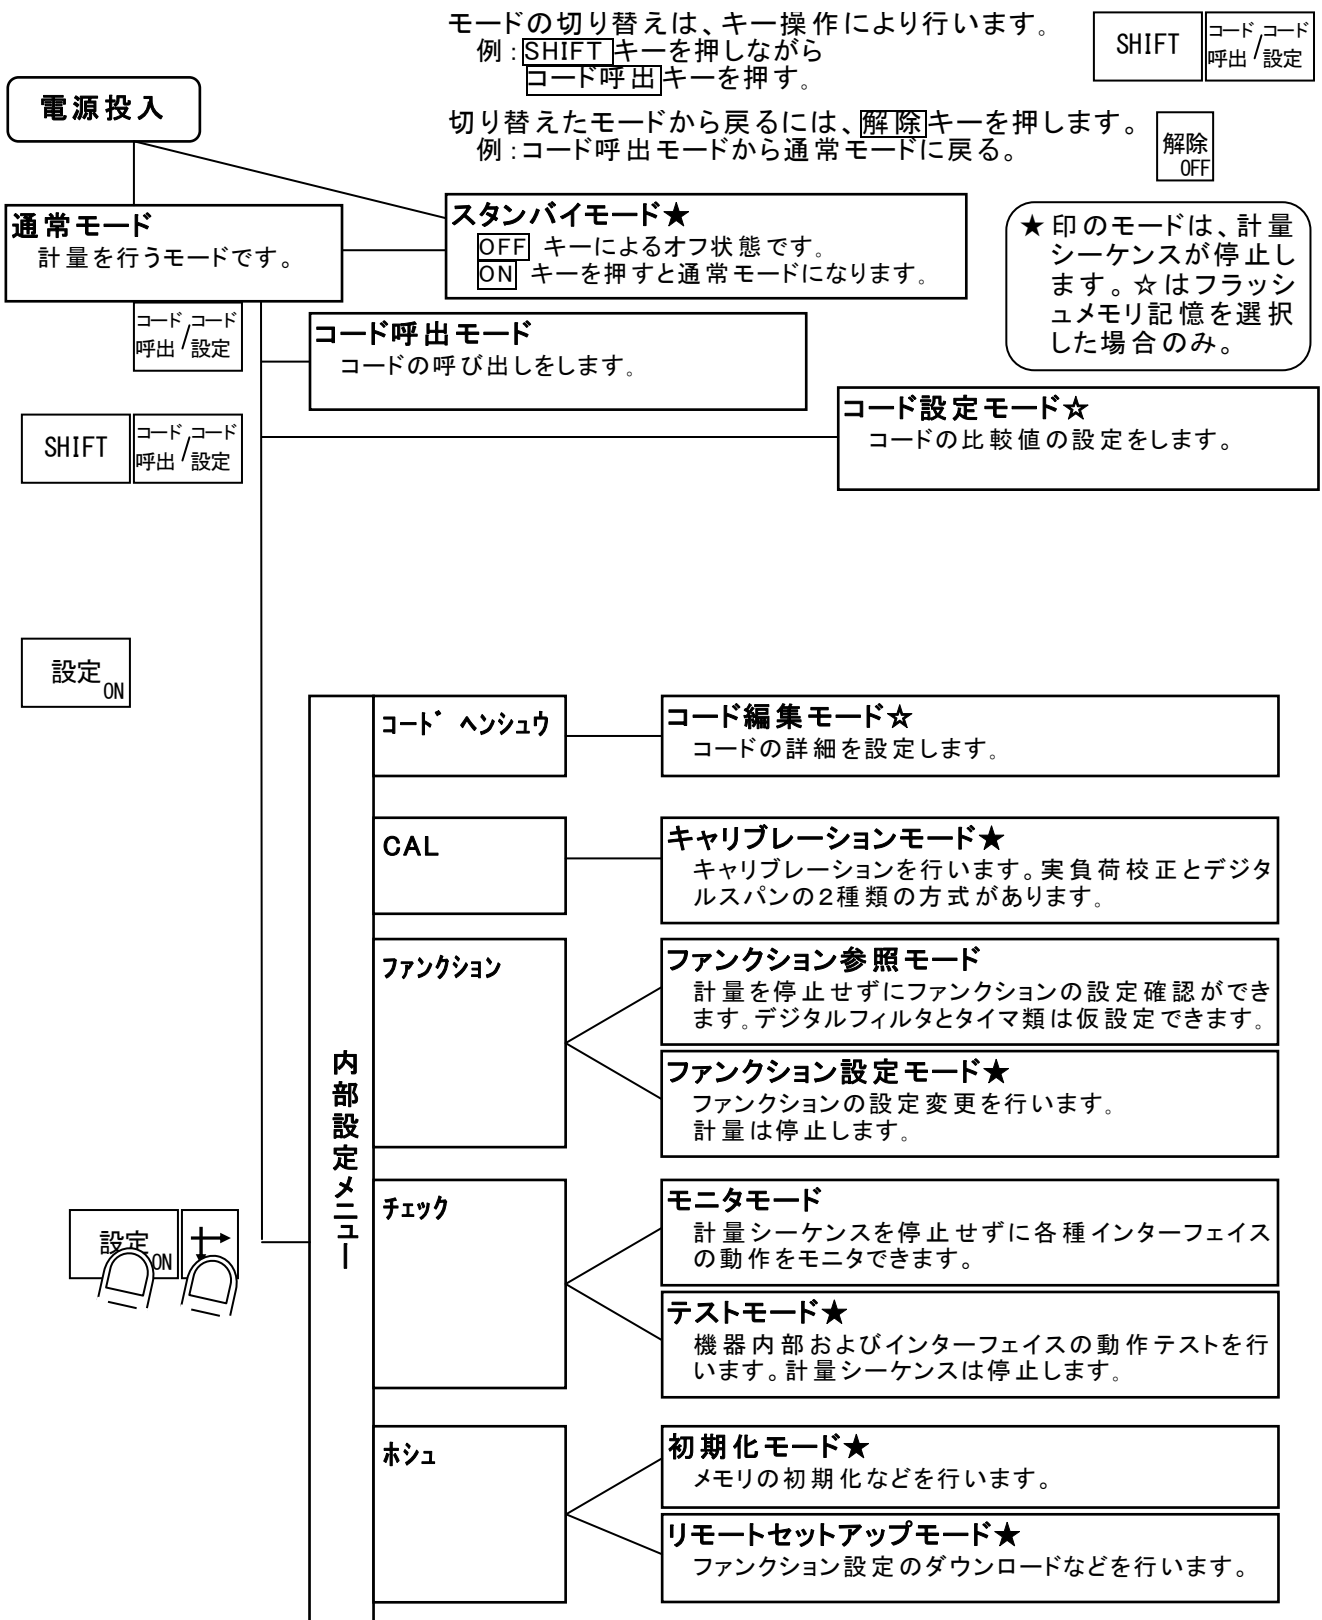 モードの切り替えは、キー操作により行います。
例:SHIFTキーを押しながら
コード呼出キーを押す。
SHIFT
コード/コード
呼出/設定
電源投入
切り替えたモードから戻るには、解除キーを押します。
例:コード呼出モードから通常モードに戻る。
解除
OFF
通常モード
計量を行うモードです。
スタンバイモード★
OFF キーによるオフ状態です。
ON キーを押すと通常モードになります。
★印のモードは、計量
シーケンスが停止し
ます。☆はフラッシ
ュメモリ記憶を選択
した場合のみ。
コード/コード
呼出/設定
コード呼出モード
コードの呼び出しをします。
SHIFT
コード/コード
呼出/設定
コード設定モード☆
コードの比較値の設定をします。
設定
ON
内部設定メニュー
コード ヘンシュウ
コード編集モード☆
コードの詳細を設定します。
CAL
キャリブレーションモード★
キャリブレーションを行います。実負荷校正とデジタ
ルスパンの2種類の方式があります。
ファンクション
ファンクション参照モード
計量を停止せずにファンクションの設定確認ができ
ます。デジタルフィルタとタイマ類は仮設定できます。
ファンクション設定モード★
ファンクションの設定変更を行います。
計量は停止します。
設定
ON
チェック
モニタモード
計量シーケンスを停止せずに各種インターフェイス
の動作をモニタできます。
テストモード★
機器内部およびインターフェイスの動作テストを行
います。計量シーケンスは停止します。
ホシュ
初期化モード★
メモリの初期化などを行います。
リモートセットアップモード★
ファンクション設定のダウンロードなどを行います。